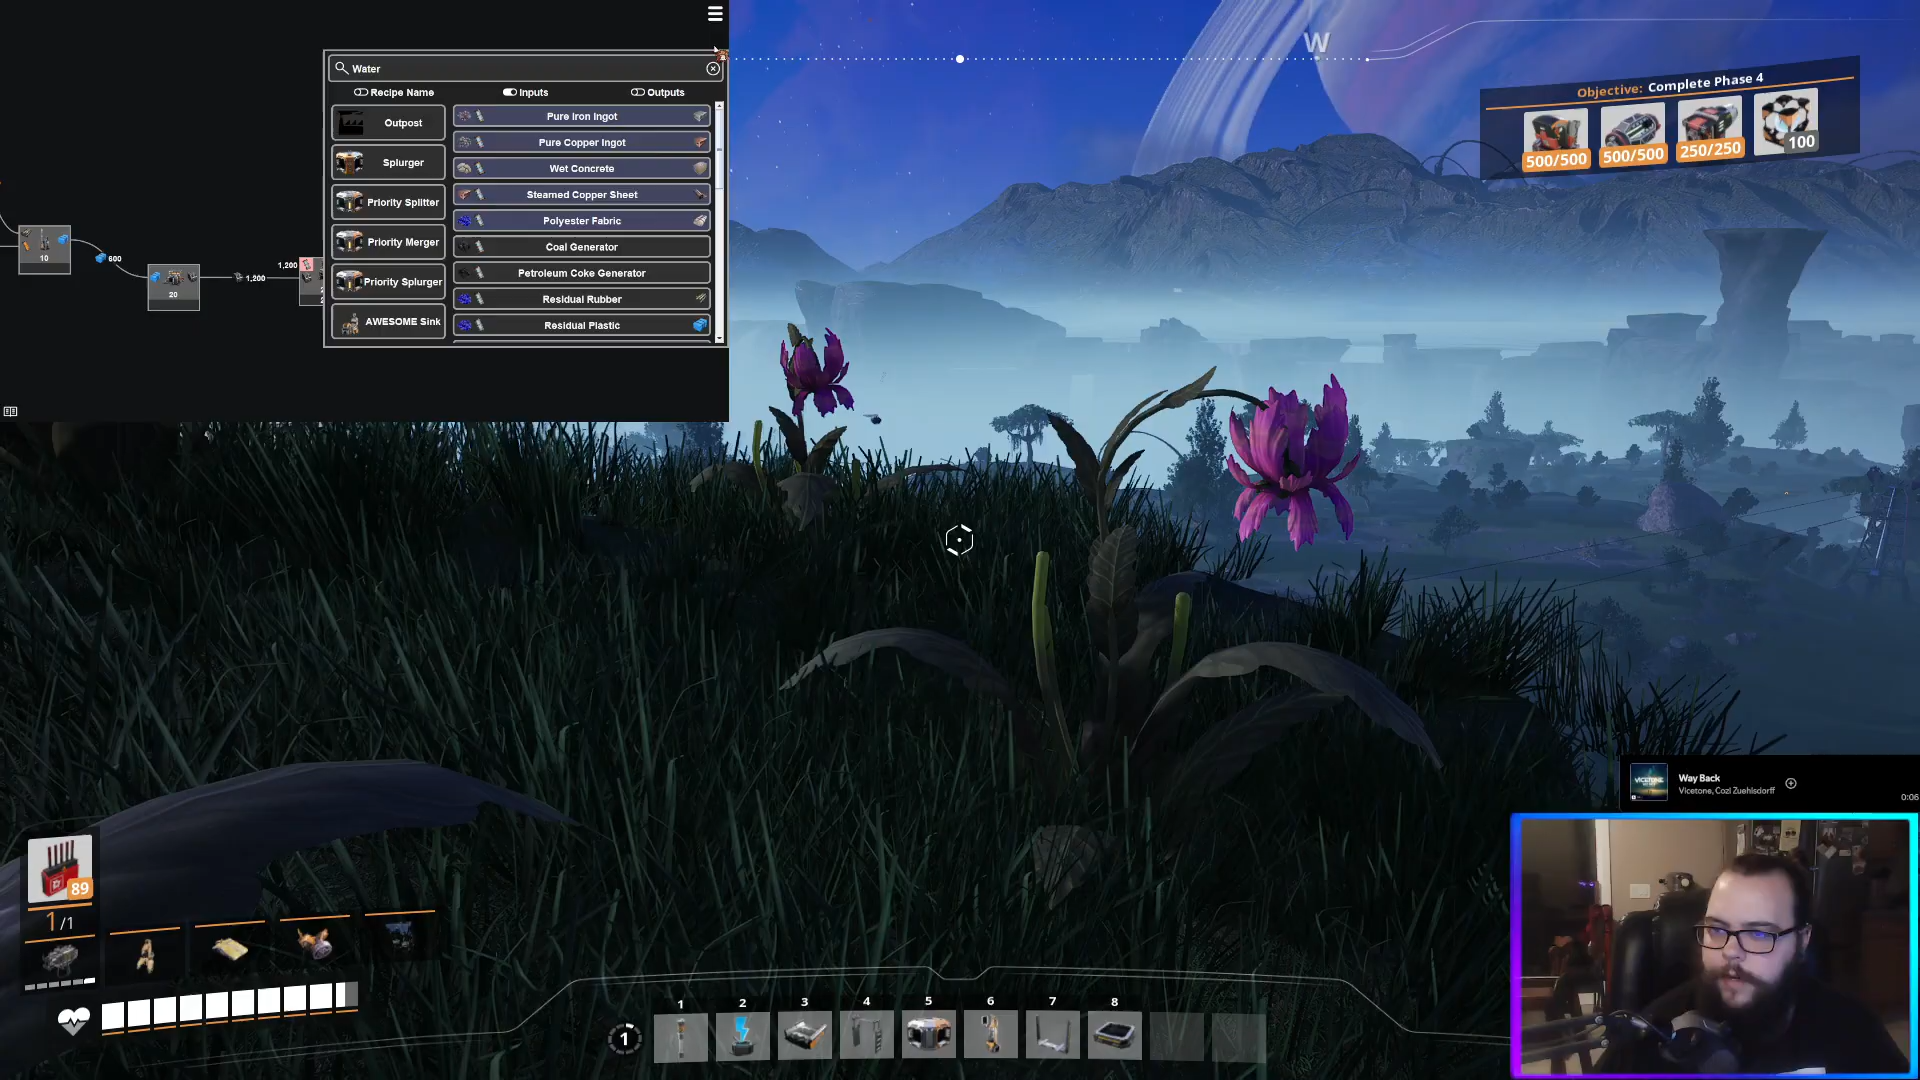 Water
Recipe Name
Inputs
Outputs
Outpost
Splurger
Priority Splitter
Priority Merger
Priority Splurger
AWESOME Sink
Pure Iron Ingot
Pure Copper Ingot
Wet Concrete
Steamed Copper Sheet
Polyester Fabric
Coal Generator
Petroleum Coke Generator
Residual Rubber
Residual Plastic
10
600
20
1,200
1,200
W
Objective: Complete Phase 4
500/500
500/500
250/250
100
Way Back
Vicetone, Cozi Zuehlsdorff
0:06
VICETONE
89
1/1
1
1
2
3
4
5
6
7
8